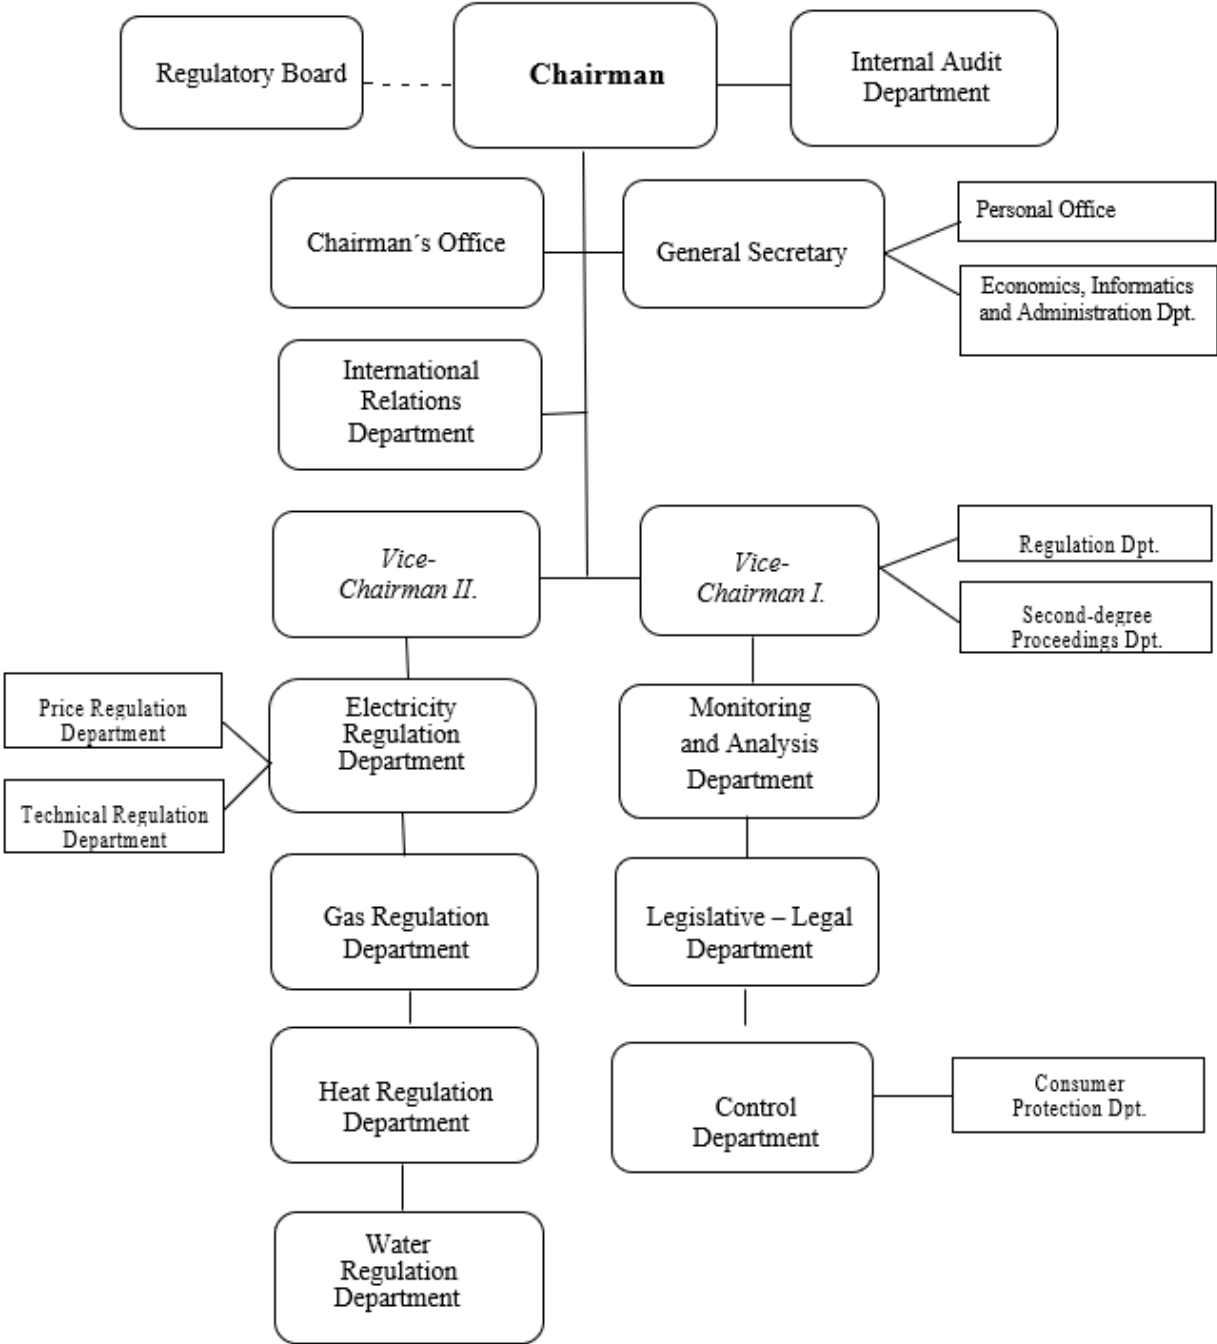 Regulatory Board
Chairman
Internal Audit
Department
Chairman´s Office
General Secretary
Personal Office
Economics, Informatics
and Administration Dpt.
International
Relations
Department
Vice-
Chairman II.
Vice-
Chairman I.
Regulation Dpt.
Second-degree
Proceedings Dpt.
Price Regulation
Department
Technical Regulation
Department
Electricity
Regulation
Department
Monitoring
and Analysis
Department
Gas Regulation
Department
Legislative – Legal
Department
Heat Regulation
Department
Control
Department
Consumer
Protection Dpt.
Water
Regulation
Department